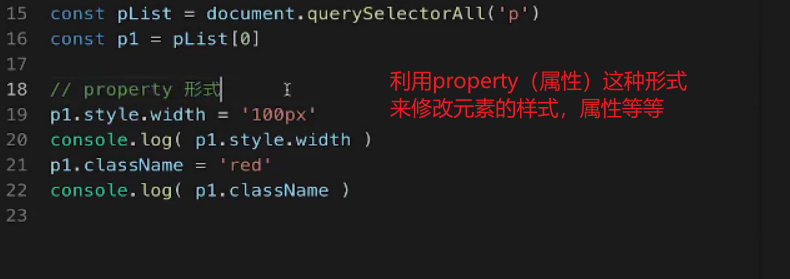 15 const pList = document.querySelectorAll('p')
16 const p1 = pList[0]
17
18 // property 形式
19 p1.style.width = '100px'
20 console.log( p1.style.width )
21 p1.className = 'red'
22 console.log( p1.className )
23
利用property（属性）这种形式
来修改元素的样式，属性等等